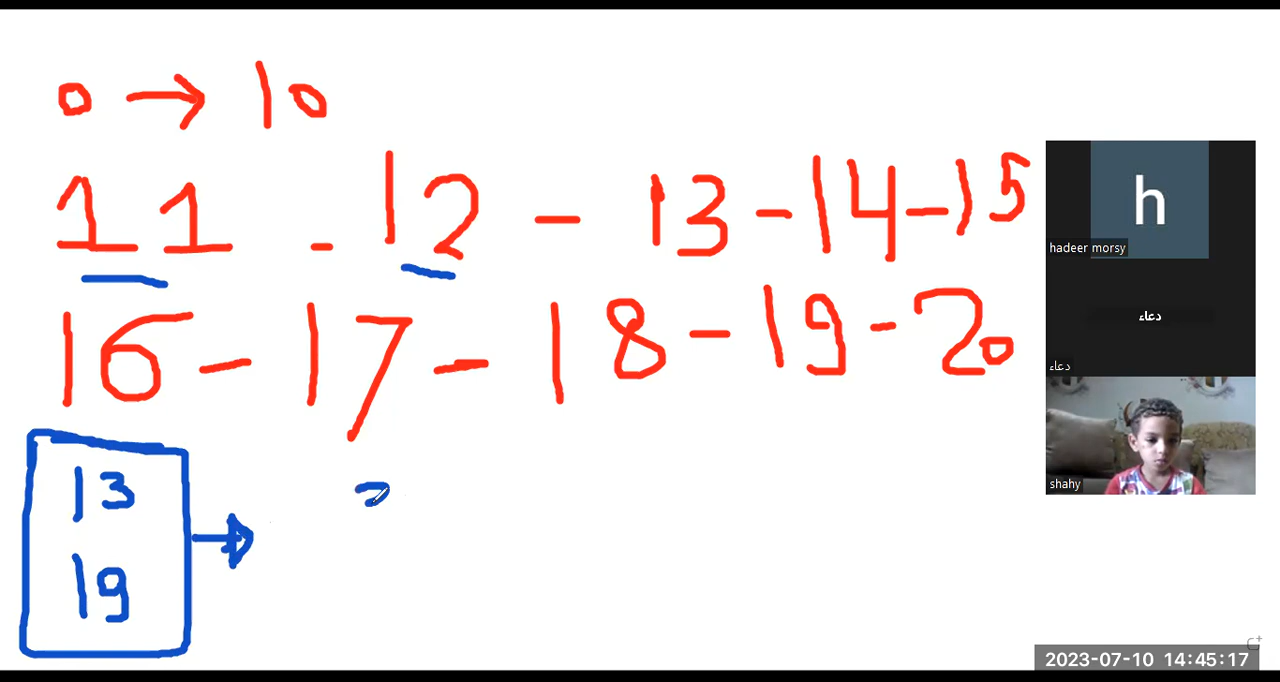 0 → 10
11 - 12 - 13 - 14 - 15
16 - 17 - 18 - 19 - 20
13
19
h
hadeer morsy
دعاء
دعاء
shahy
2023-07-10 14:45:17